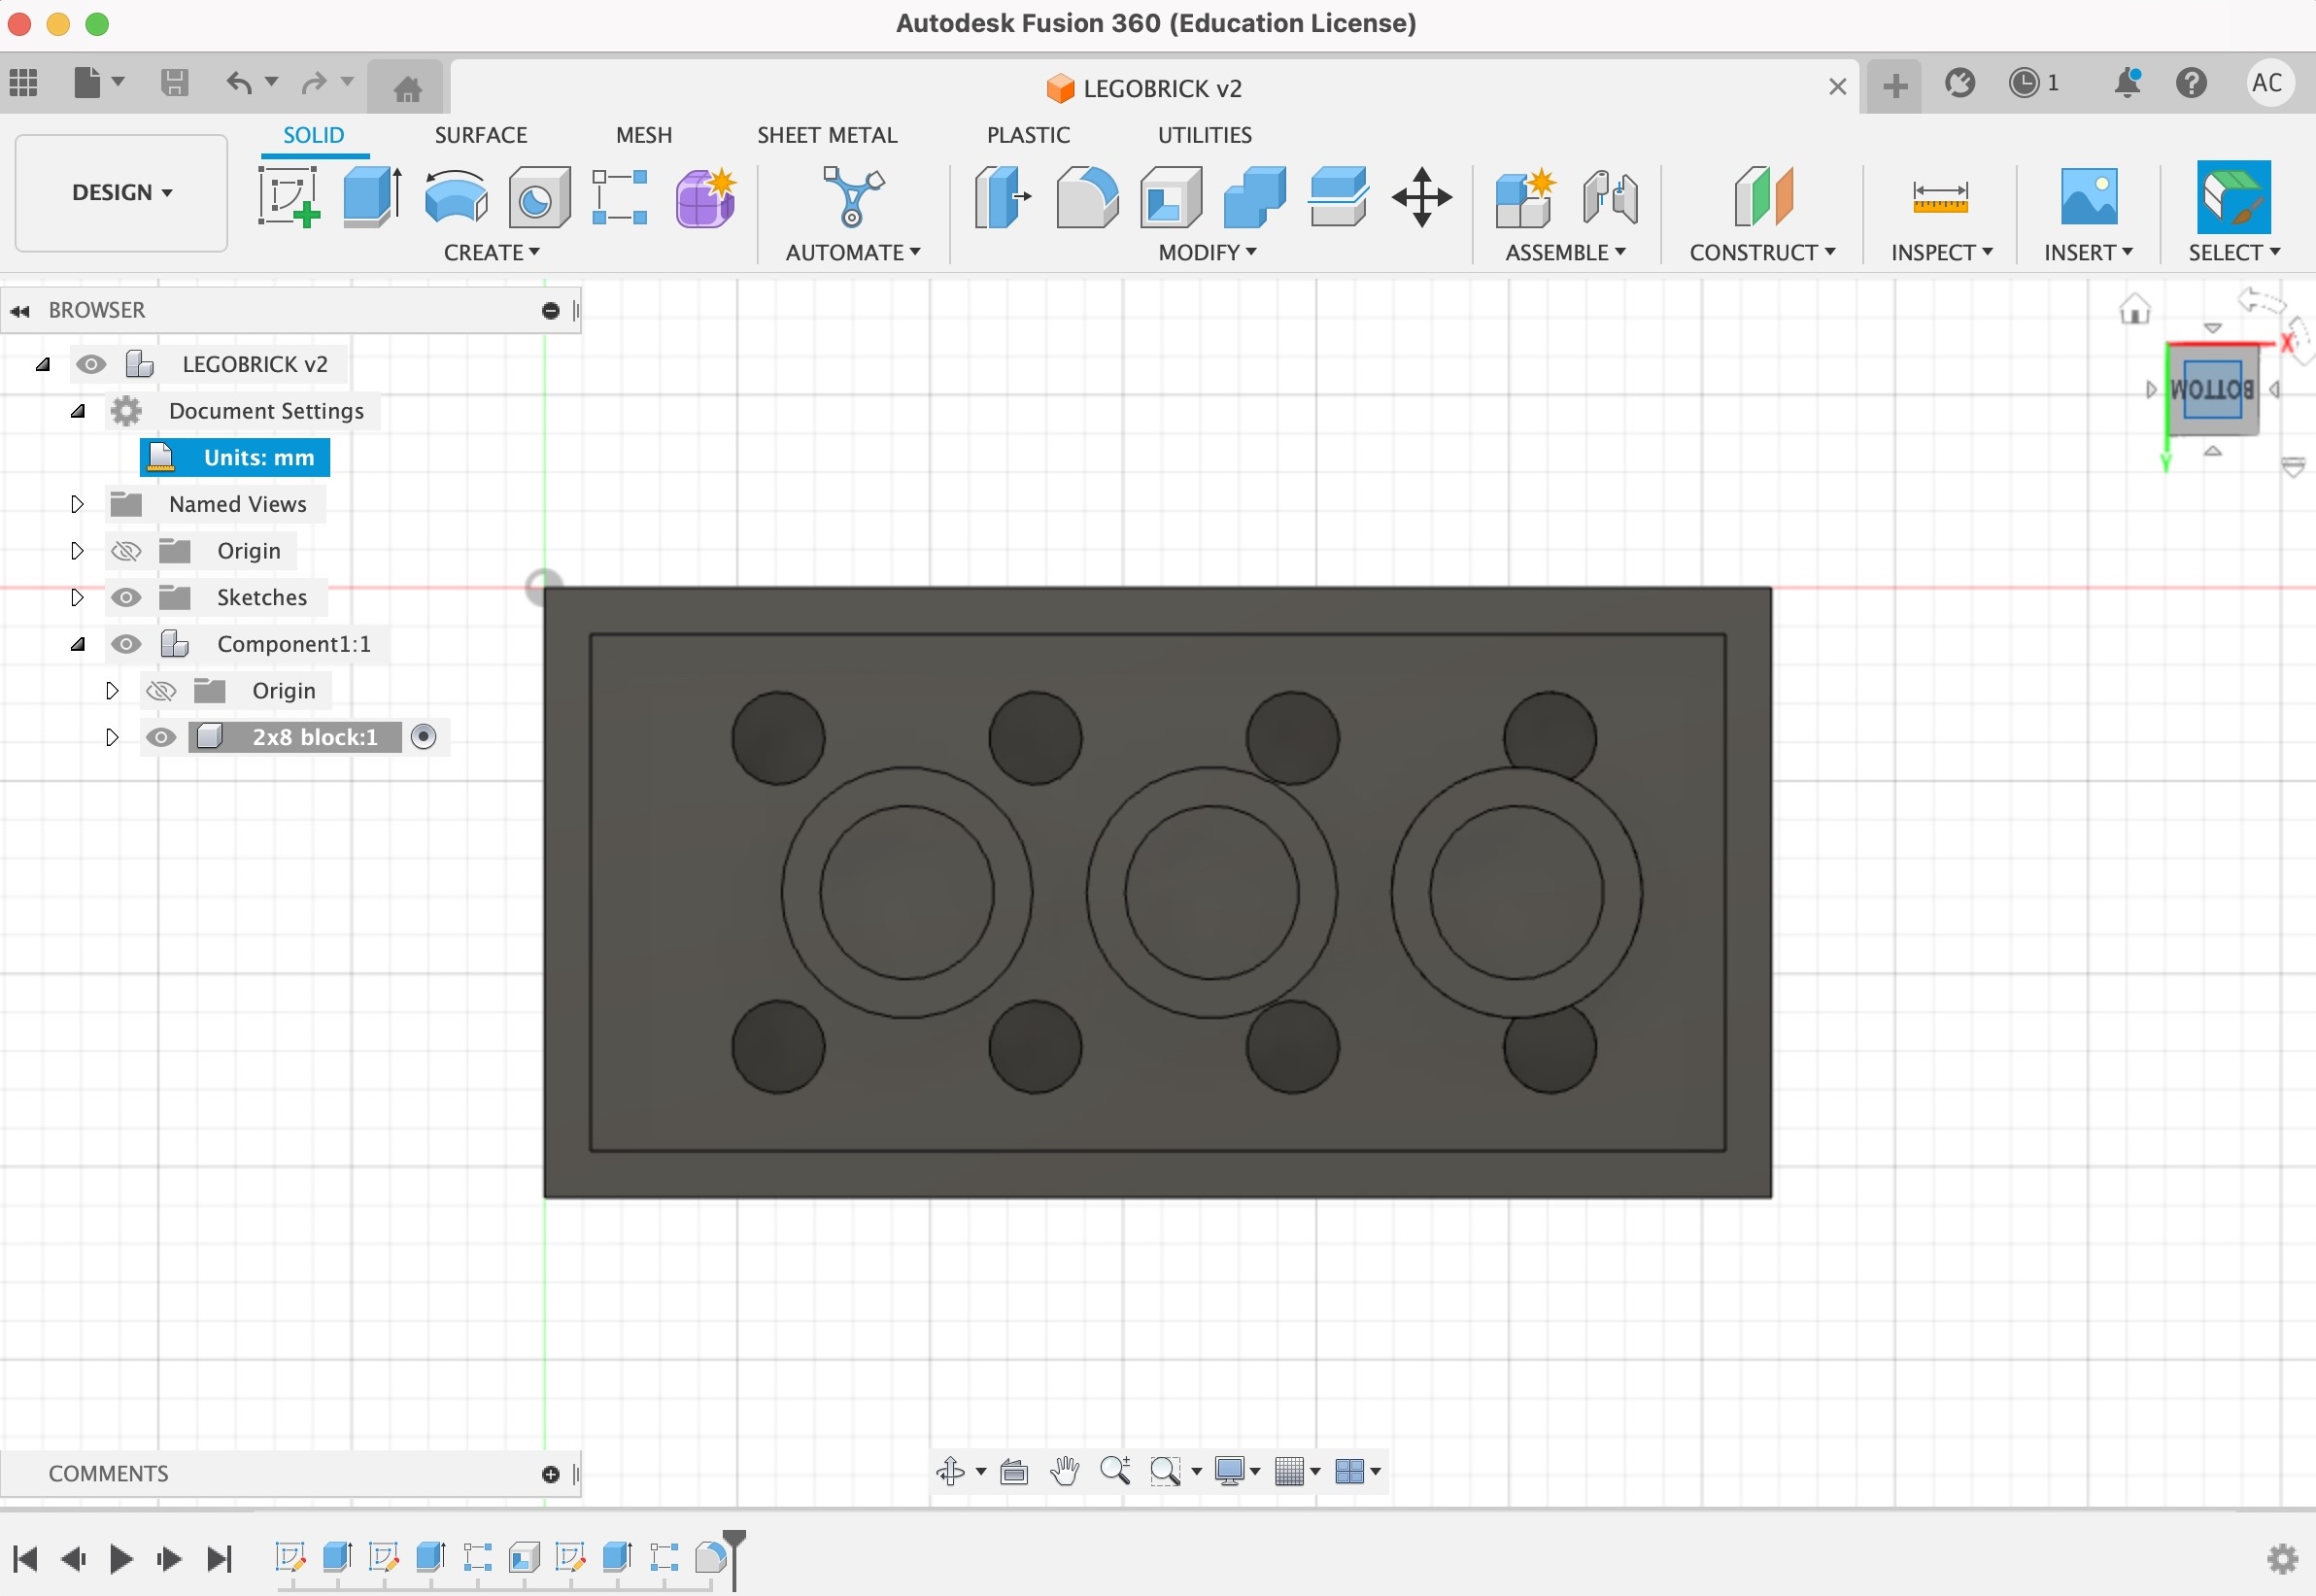 Autodesk Fusion 360 (Education License)
LEGOBRICK v2
1
AC
SOLID
SURFACE
MESH
SHEET METAL
PLASTIC
UTILITIES
DESIGN
CREATE
AUTOMATE
MODIFY
ASSEMBLE
CONSTRUCT
INSPECT
INSERT
SELECT
BROWSER
LEGOBRICK v2
Document Settings
Units: mm
Named Views
Origin
Sketches
Component1:1
Origin
2x8 block:1
X
BOTTOM
Y
COMMENTS